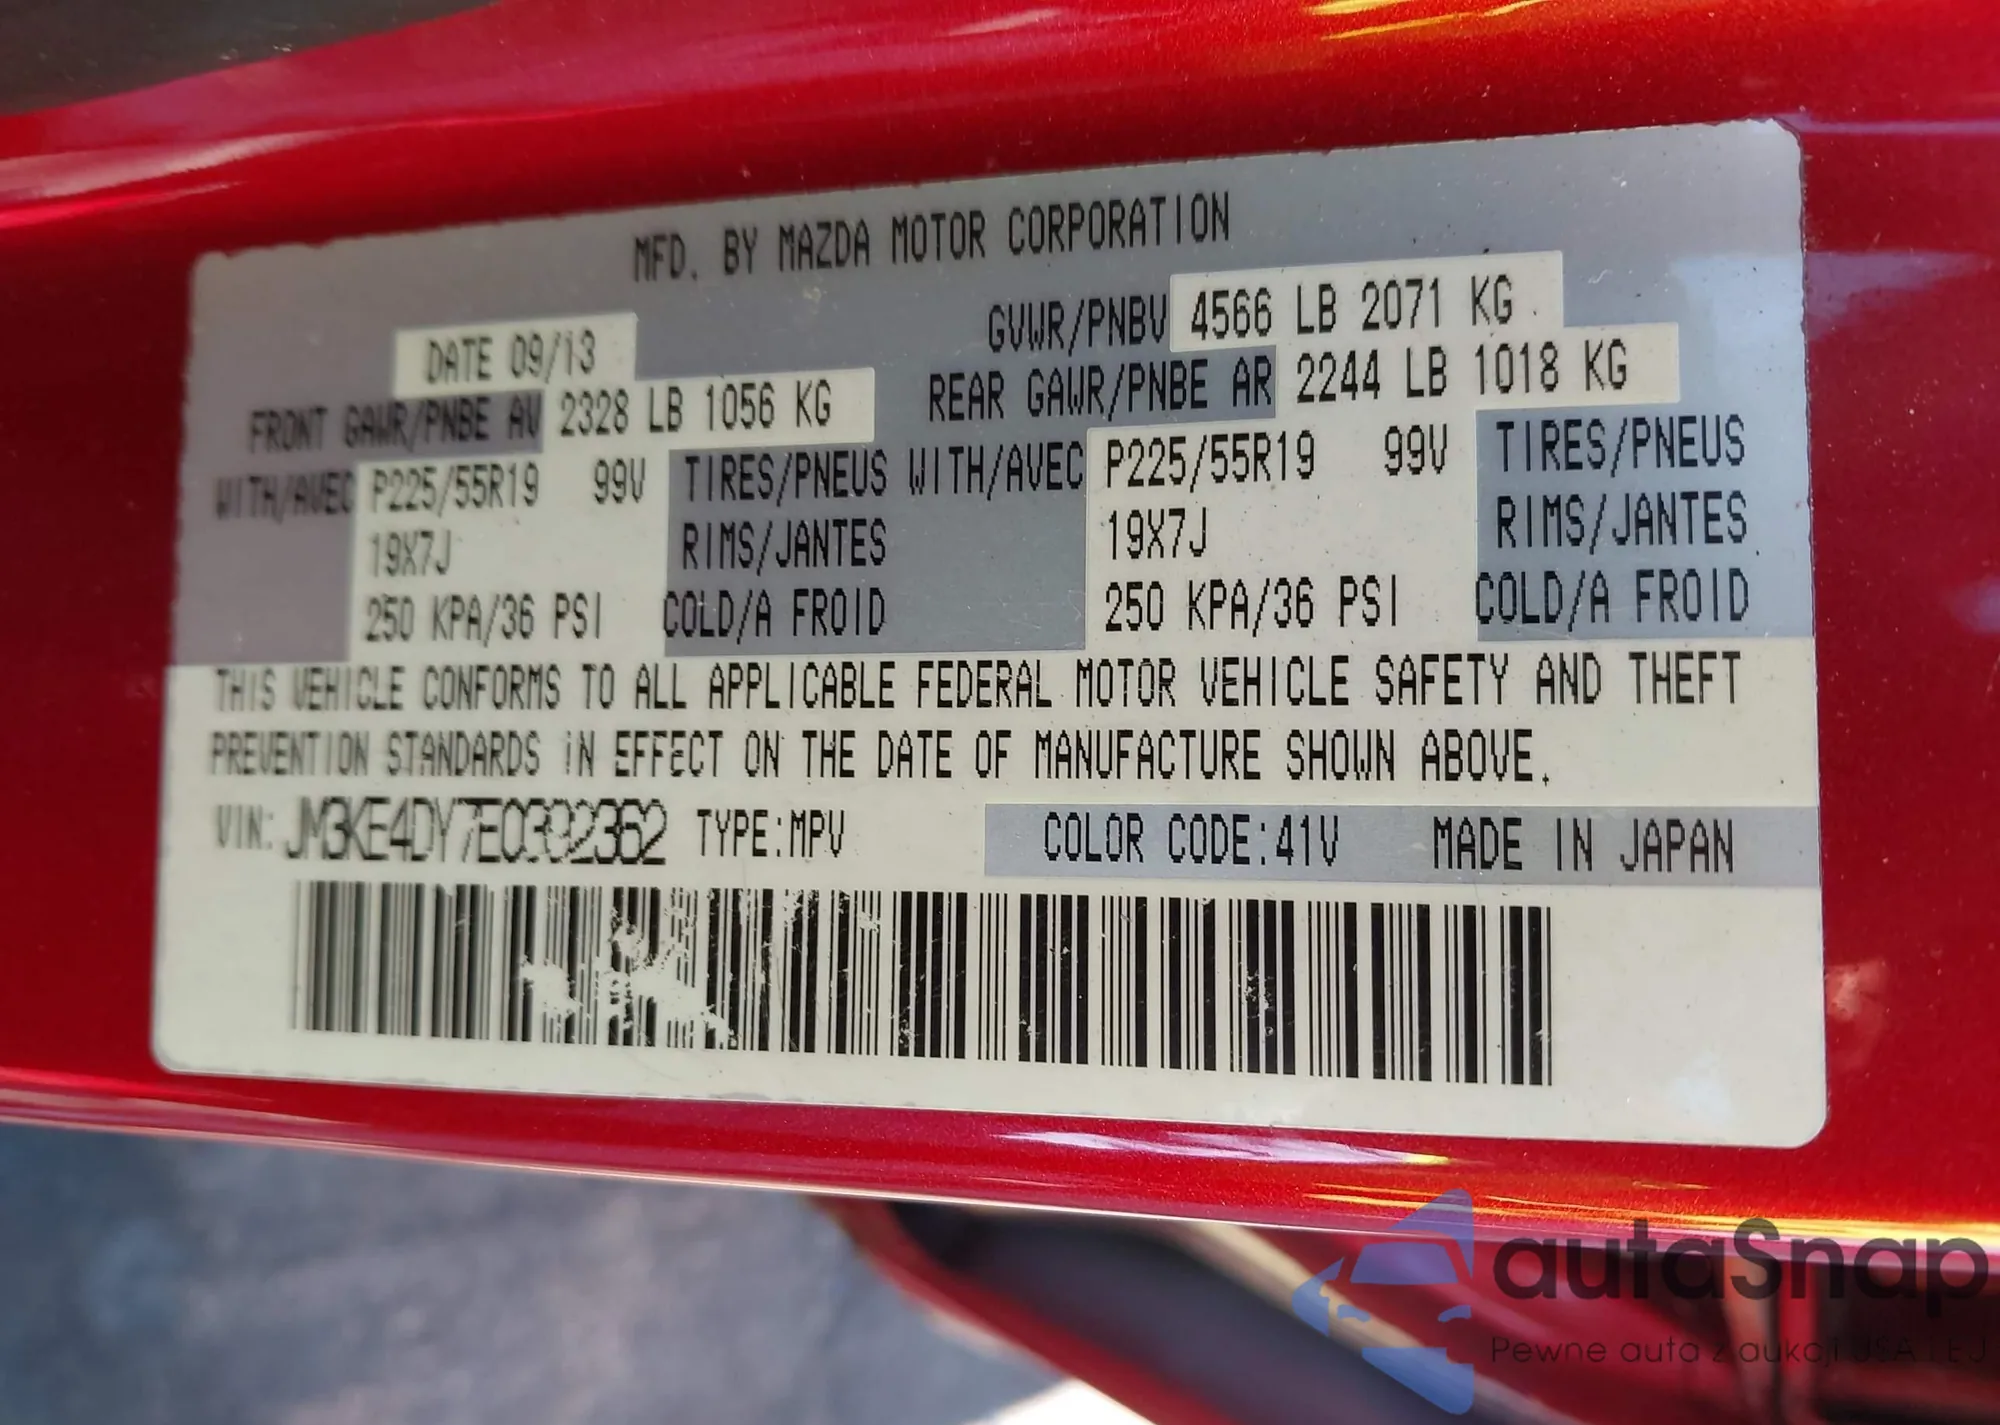 MFD. BY MAZDA MOTOR CORPORATION
DATE 09/13 GVWR/PNBV 4566 LB 2071 KG
FRONT GAWR/PNBE AV 2328 LB 1056 KG REAR GAWR/PNBE AR 2244 LB 1018 KG
WITH/AVEC P225/55R19 99V TIRES/PNEUS WITH/AVEC P225/55R19 99V TIRES/PNEUS
19X7J RIMS/JANTES 19X7J RIMS/JANTES
250 KPA/36 PSI COLD/A FROID 250 KPA/36 PSI COLD/A FROID
THIS VEHICLE CONFORMS TO ALL APPLICABLE FEDERAL MOTOR VEHICLE SAFETY AND THEFT
PREVENTION STANDARDS IN EFFECT ON THE DATE OF MANUFACTURE SHOWN ABOVE.
VIN: JM3KE4DY7E0392362 TYPE:MPV COLOR CODE:41V MADE IN JAPAN
autaSnap
Pewne auta z aukcji USA i EJ